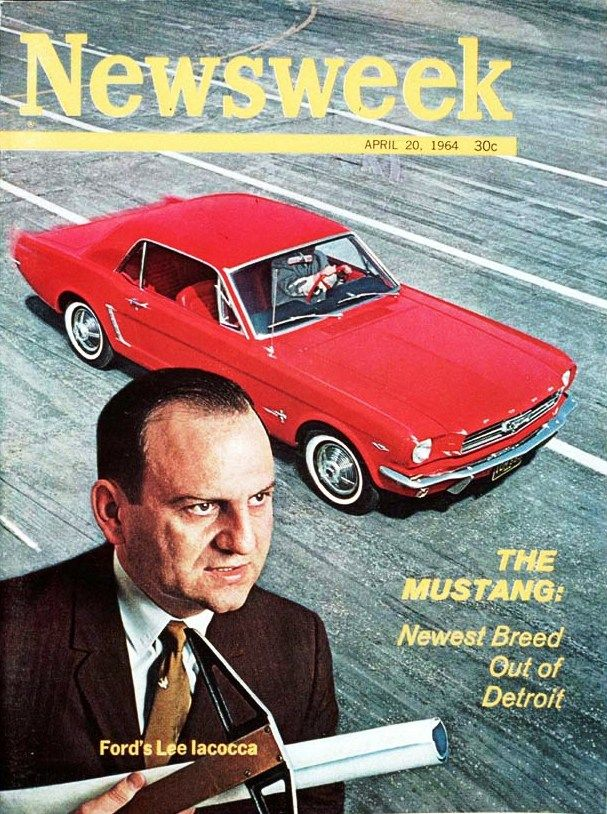 Newsweek
APRIL 20, 1964 30c
THE
MUSTANG:
Newest Breed
Out of
Detroit
Ford's Lee Iacocca